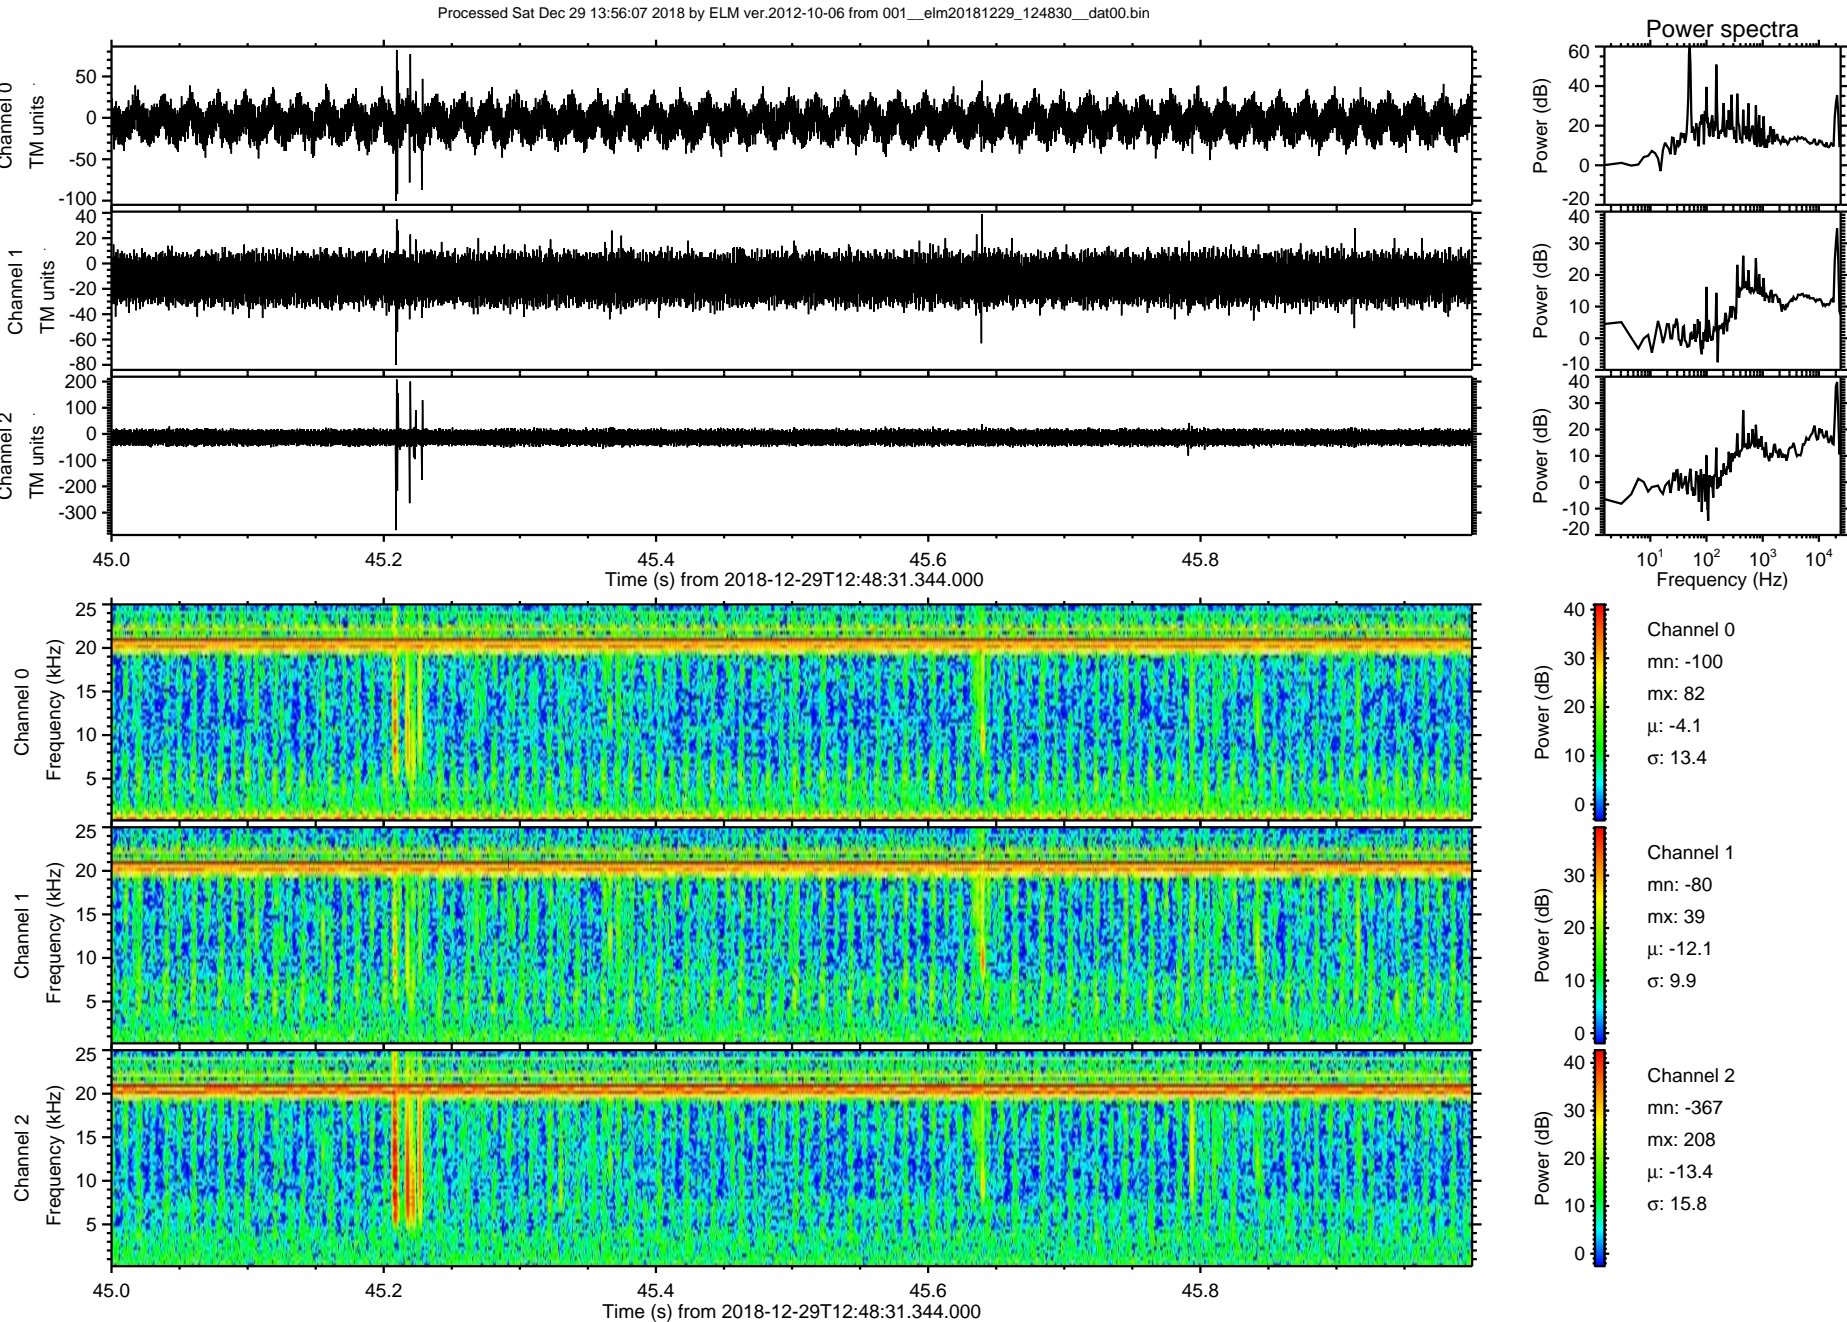 Processed Sat Dec 29 13:56:07 2018 by ELM ver.2012-10-06 from 001__elm20181229_124830__dat00.bin
Power spectra
Channel 0
TM units
50
0
-50
-100
Power (dB)
60
40
20
0
-20
Channel 1
TM units
40
20
0
-20
-40
-60
-80
Power (dB)
40
30
20
10
0
-10
Channel 2
TM units
200
100
0
-100
-200
-300
Power (dB)
40
30
20
10
0
-10
-20
45.0 45.2 45.4 45.6 45.8
Time (s) from 2018-12-29T12:48:31.344.000
10¹ 10² 10³ 10⁴
Frequency (Hz)
Channel 0
Frequency (kHz)
25
20
15
10
5
Power (dB)
40
30
20
10
0
Channel 0
mn: -100
mx: 82
μ: -4.1
σ: 13.4
Channel 1
Frequency (kHz)
25
20
15
10
5
Power (dB)
30
20
10
0
Channel 1
mn: -80
mx: 39
μ: -12.1
σ: 9.9
Channel 2
Frequency (kHz)
25
20
15
10
5
Power (dB)
40
30
20
10
0
Channel 2
mn: -367
mx: 208
μ: -13.4
σ: 15.8
45.0 45.2 45.4 45.6 45.8
Time (s) from 2018-12-29T12:48:31.344.000